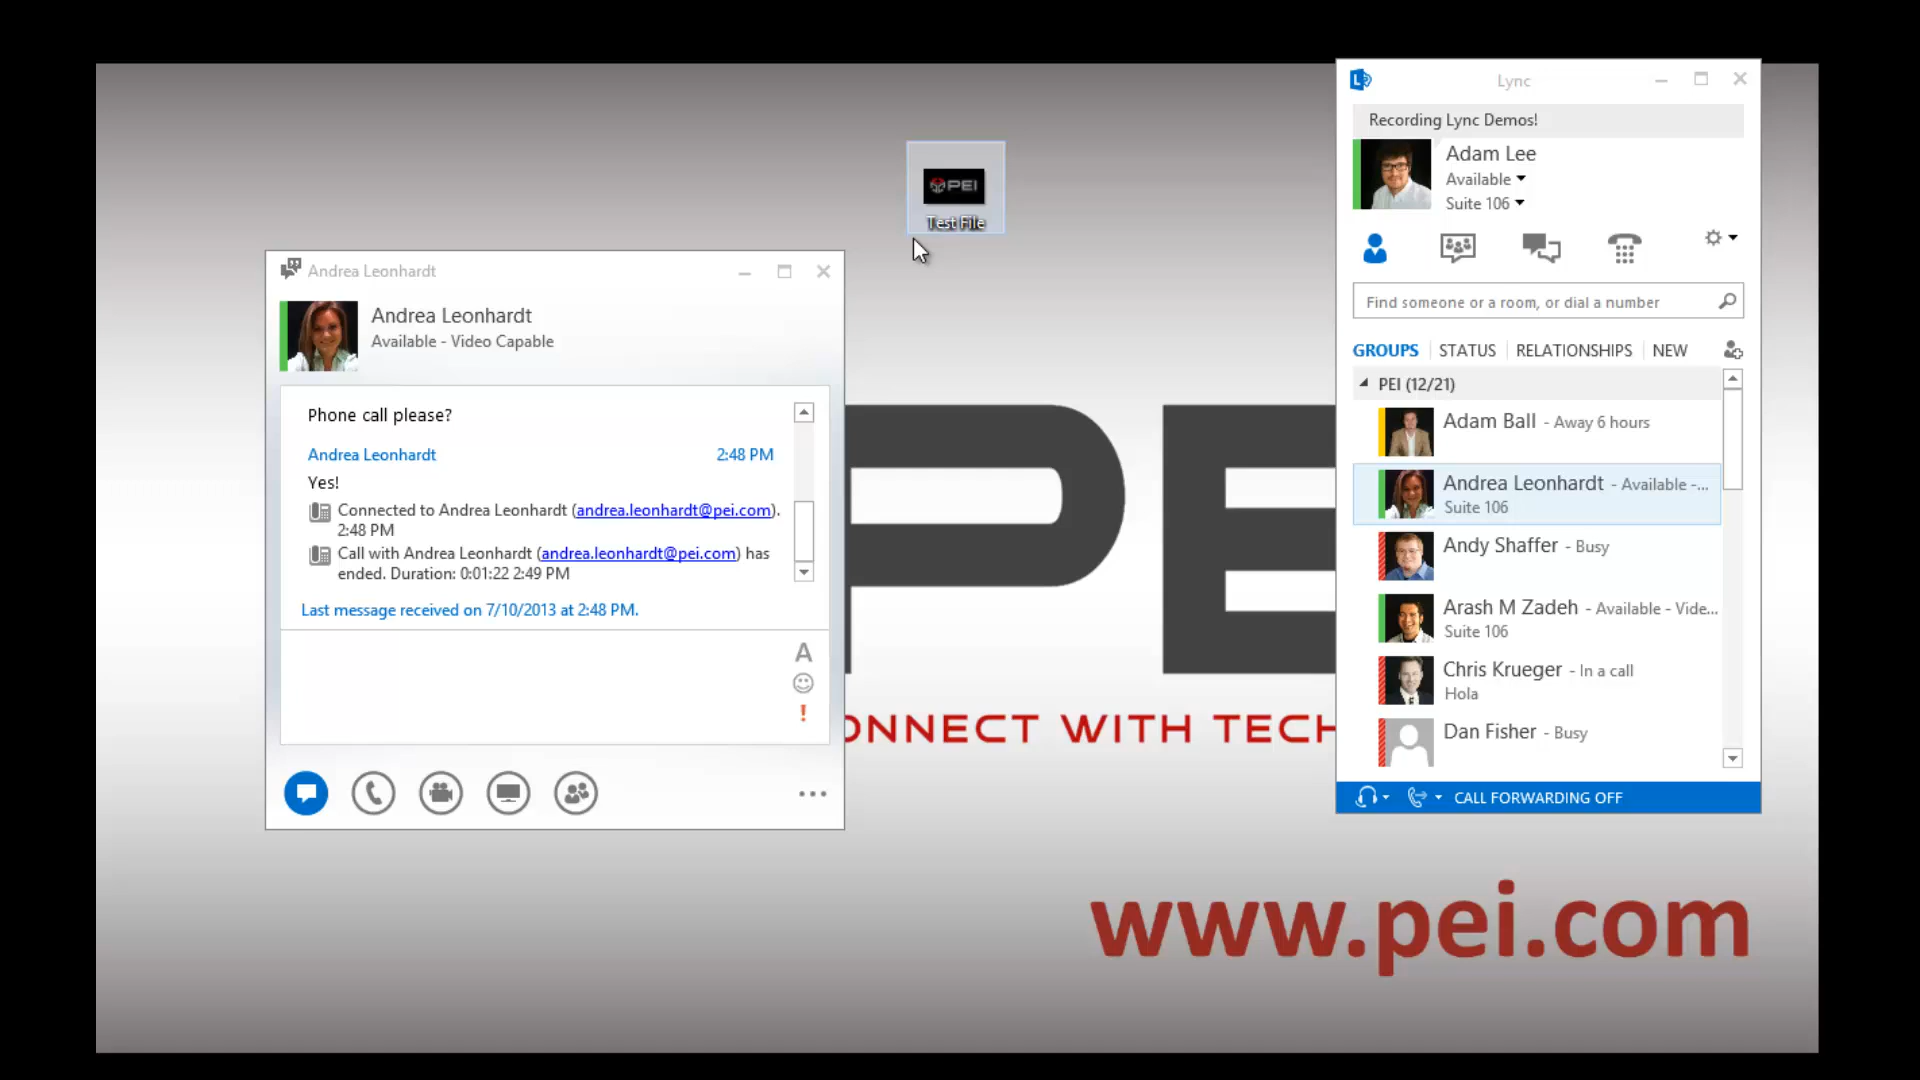 PEI
Test File
Andrea Leonhardt
Andrea Leonhardt
Available - Video Capable
Phone call please?
Andrea Leonhardt 2:48 PM
Yes!
Connected to Andrea Leonhardt (andrea.leonhardt@pei.com).
2:48 PM
Call with Andrea Leonhardt (andrea.leonhardt@pei.com) has
ended. Duration: 0:01:22 2:49 PM
Last message received on 7/10/2013 at 2:48 PM.
A
!
...
PE
ONNECT WITH TECH
www.pei.com
Lync
Recording Lync Demos!
Adam Lee
Available
Suite 106
Find someone or a room, or dial a number
GROUPS STATUS RELATIONSHIPS NEW
PEI (12/21)
Adam Ball - Away 6 hours
Andrea Leonhardt - Available -...
Suite 106
Andy Shaffer - Busy
Arash M Zadeh - Available - Vide...
Suite 106
Chris Krueger - In a call
Hola
Dan Fisher - Busy
CALL FORWARDING OFF